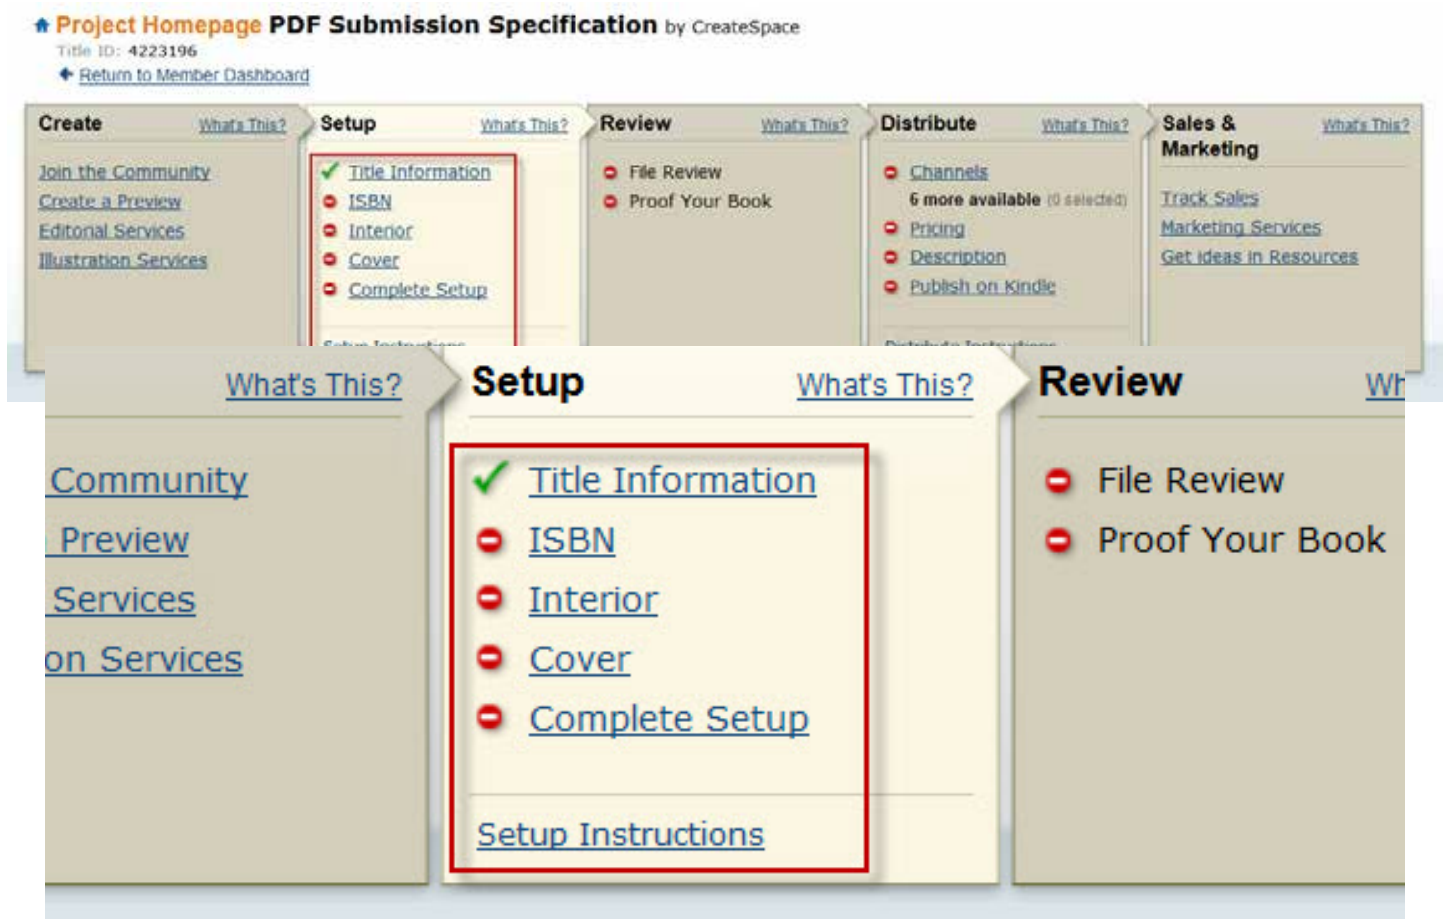 Project Homepage PDF Submission Specification by CreateSpace
Title ID: 4223196
Return to Member Dashboard
Create What's This?
Join the Community
Create a Preview
Editorial Services
Illustration Services
Setup What's This?
Title Information
ISBN
Interior
Cover
Complete Setup
Setup Instructions
Review What's This?
File Review
Proof Your Book
Distribute What's This?
Channels
6 more available (0 selected)
Pricing
Description
Publish on Kindle
Distribute Instructions
Sales & What's This?
Marketing
Track Sales
Marketing Services
Get ideas in Resources
What's This?
Community
Preview
Services
on Services
Setup What's This?
Title Information
ISBN
Interior
Cover
Complete Setup
Setup Instructions
Review Wh
File Review
Proof Your Book